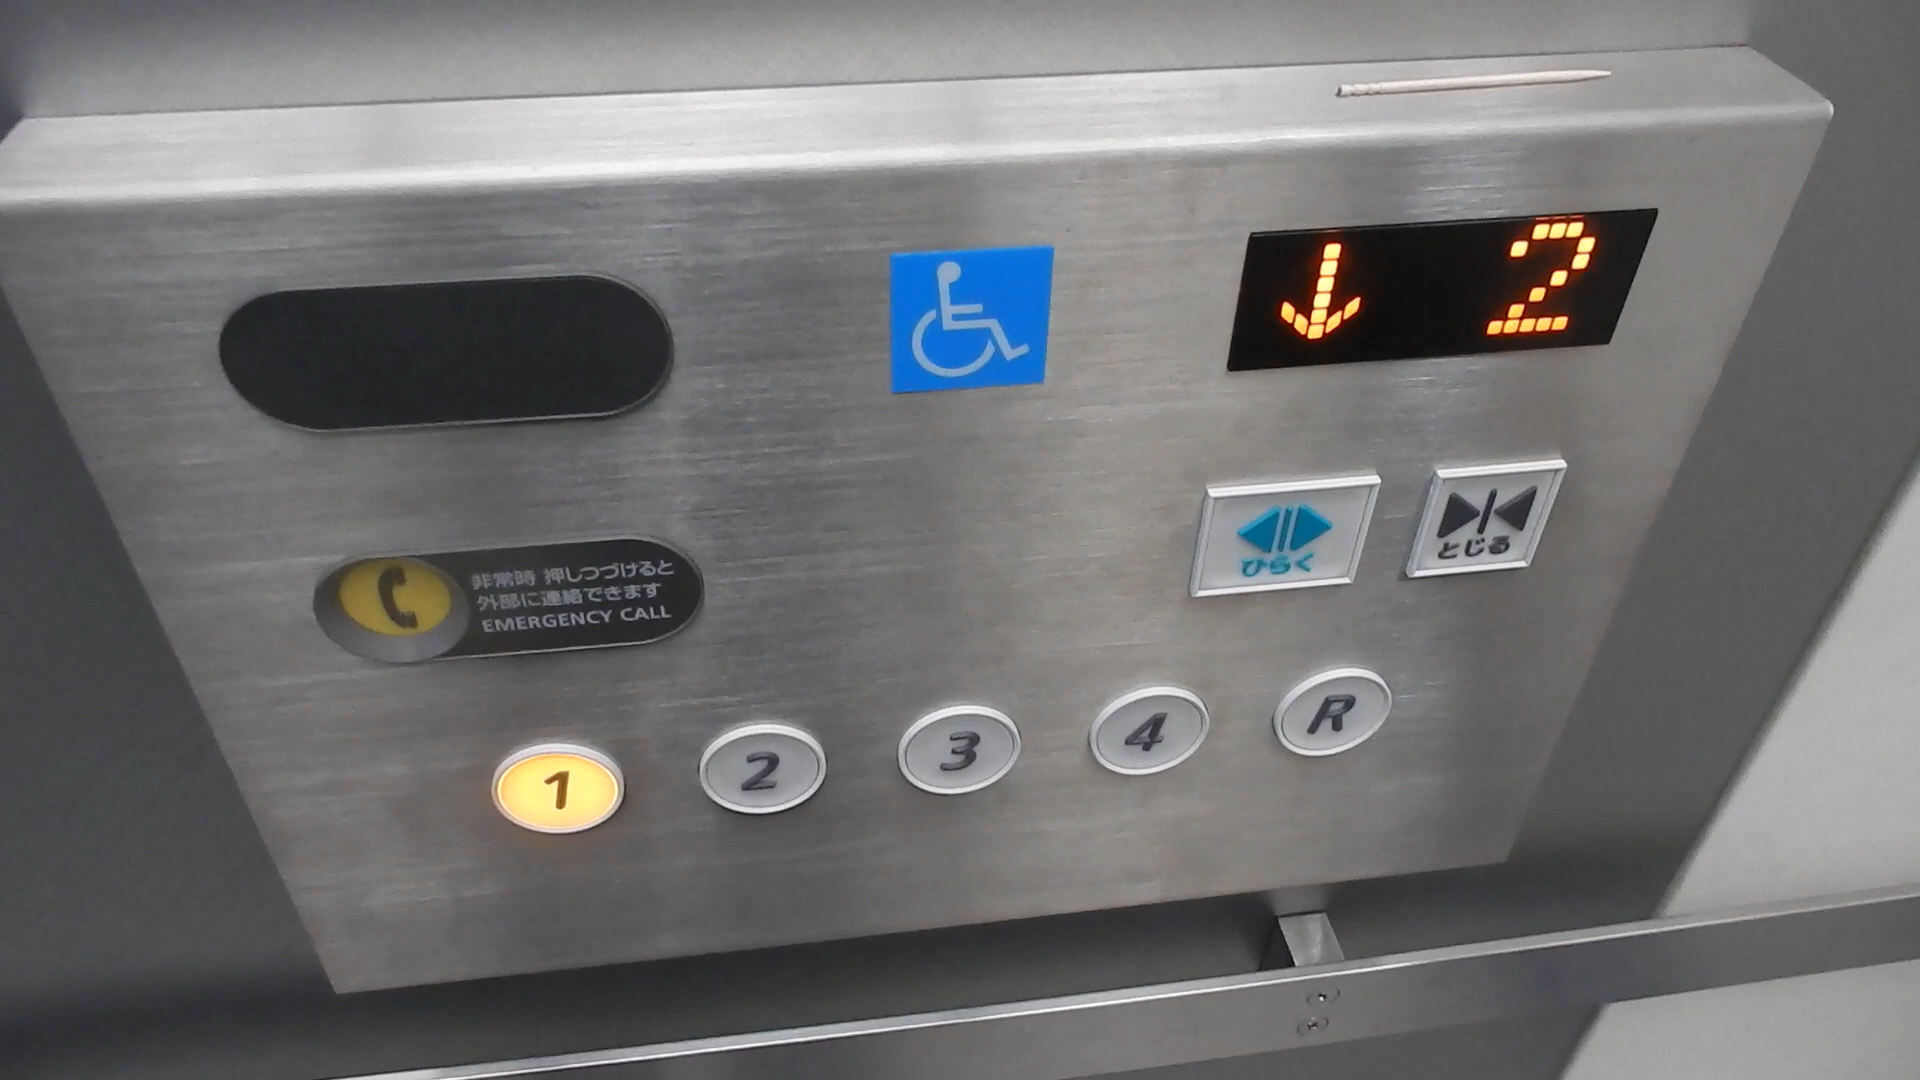 ↓ 2
ひらく
とじる
非常時 押しつづけると
外部に連絡できます
EMERGENCY CALL
1 2 3 4 R